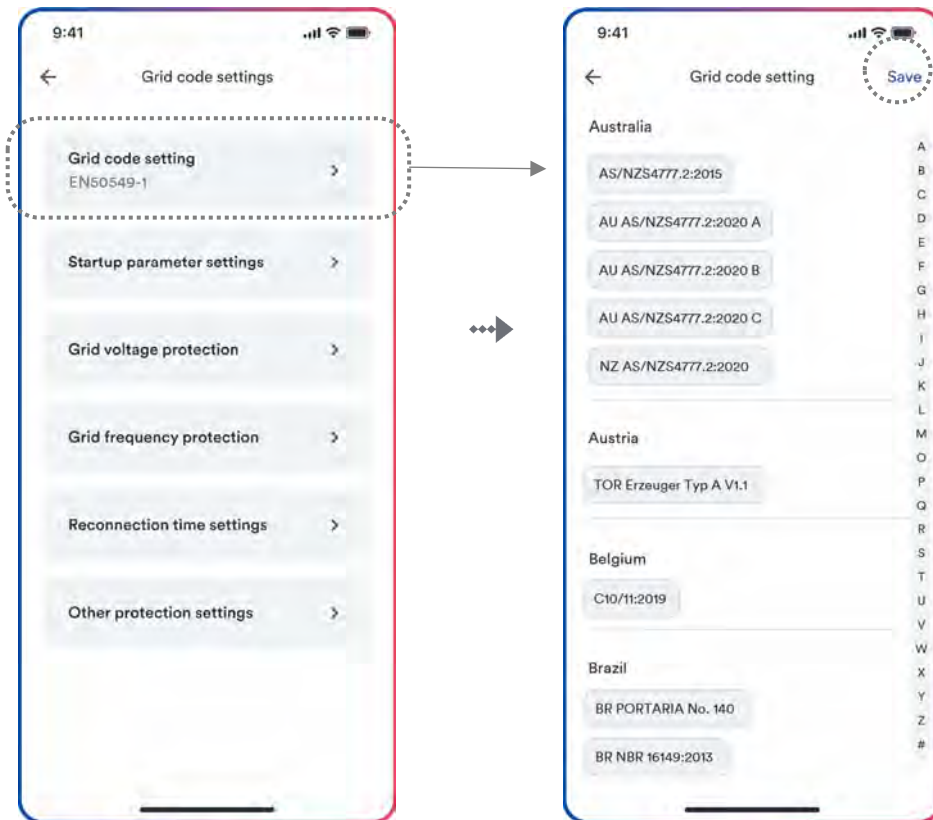 9:41
Grid code settings
Grid code setting
EN50549-1
Startup parameter settings
Grid voltage protection
Grid frequency protection
Reconnection time settings
Other protection settings
9:41
Grid code setting
Save
Australia
AS/NZS4777.2:2015
AU AS/NZS4777.2:2020 A
AU AS/NZS4777.2:2020 B
AU AS/NZS4777.2:2020 C
NZ AS/NZS4777.2:2020
Austria
TOR Erzeuger Typ A V1.1
Belgium
C10/11:2019
Brazil
BR PORTARIA No. 140
BR NBR 16149:2013
A
B
C
D
E
F
G
H
I
J
K
L
M
O
P
Q
R
S
T
U
V
W
X
Y
Z
#